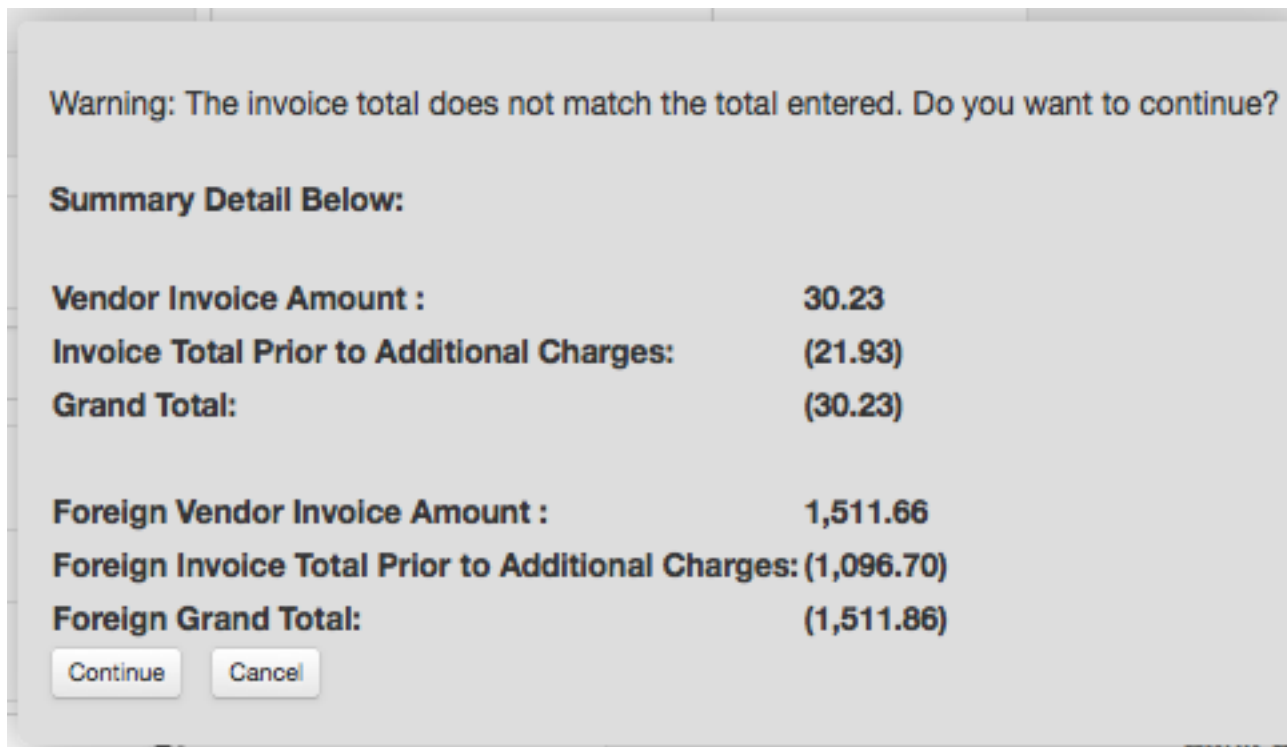 Warning: The invoice total does not match the total entered. Do you want to continue?
Summary Detail Below:
Vendor Invoice Amount : 30.23
Invoice Total Prior to Additional Charges: (21.93)
Grand Total: (30.23)
Foreign Vendor Invoice Amount : 1,511.66
Foreign Invoice Total Prior to Additional Charges: (1,096.70)
Foreign Grand Total: (1,511.86)
Continue Cancel